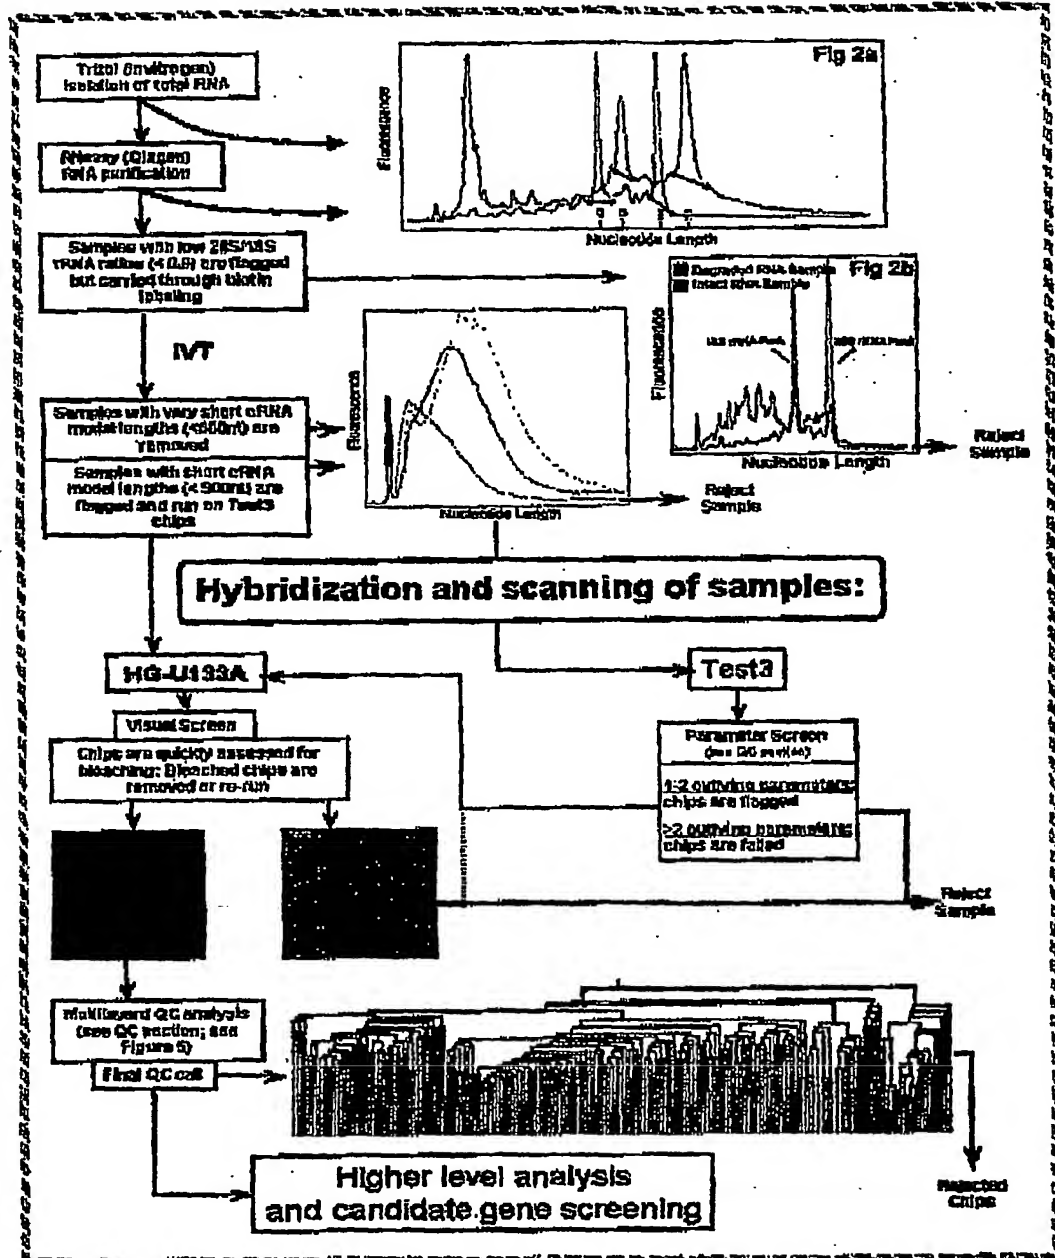 Trizol (Invitrogen)
isolation of total RNA
Fig 2a
Fluorescence
Nucleotide Length
RNeasy (Qiagen)
RNA purification
Samples with low 28S/18S
rRNA ratios (<0.9) are flagged
but carried through biotin
labeling
Fig 2b
Degraded RNA Sample
Intact RNA Sample
Fluorescence
rRNA Peak
rRNA Peak
Nucleotide Length
Reject
Sample
IVT
Samples with very short cRNA
model lengths are
removed
Samples with short cRNA
model lengths (<900nt) are
flagged and run on Test3
chips
Fluorescence
Nucleotide Length
Reject
Sample
Hybridization and scanning of samples:
HG-U133A
Test3
Visual Screen
Chips are quickly assessed for
bleaching: Bleached chips are
removed or re-run
Parameter Screen
(see QC section)
1-2 outlying parameters:
chips are flagged
>2 outlying parameters:
chips are failed
Reject
Sample
Multilayered QC analysis
(see QC section; see
Figure 5)
Final QC call
Higher level analysis
and candidate gene screening
Rejected
Chips